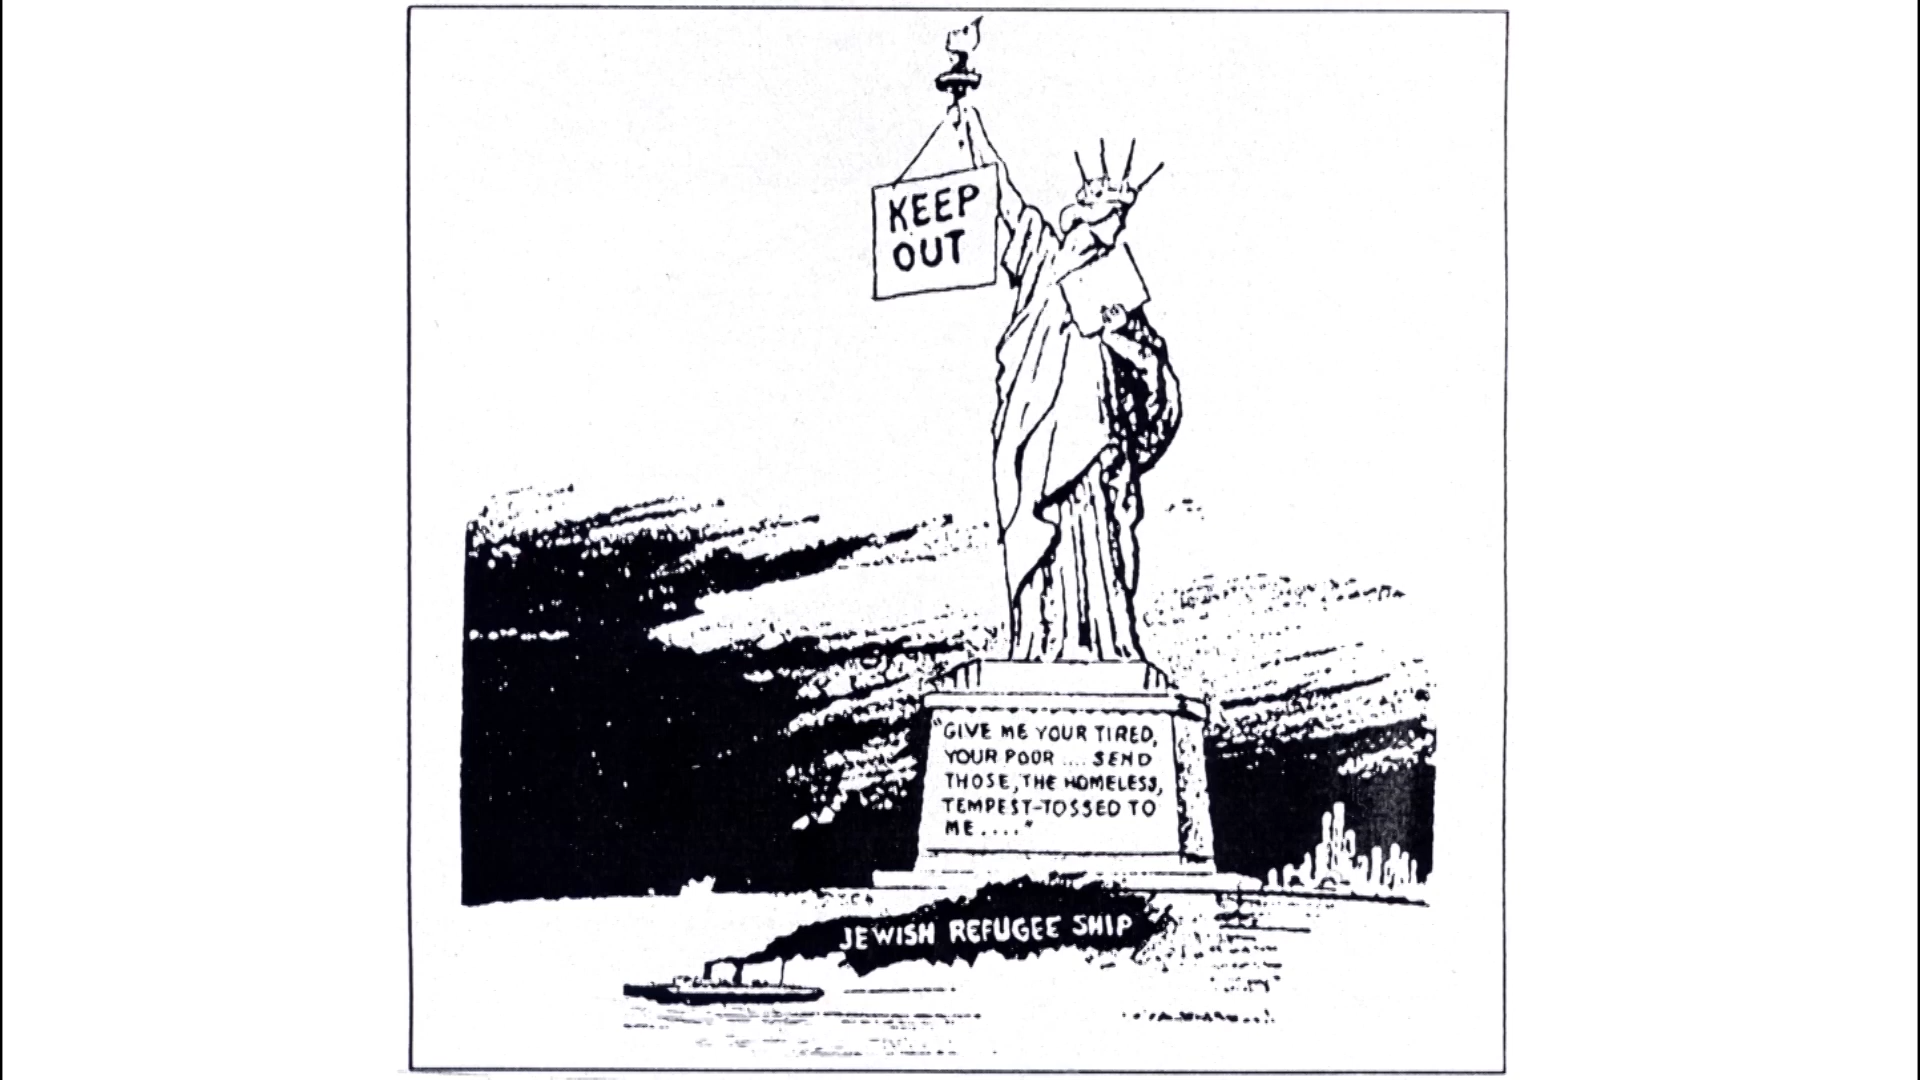 KEEP
OUT
"GIVE ME YOUR TIRED,
YOUR POOR .... SEND
THOSE, THE HOMELESS,
TEMPEST-TOSSED TO
ME...."
JEWISH REFUGEE SHIP